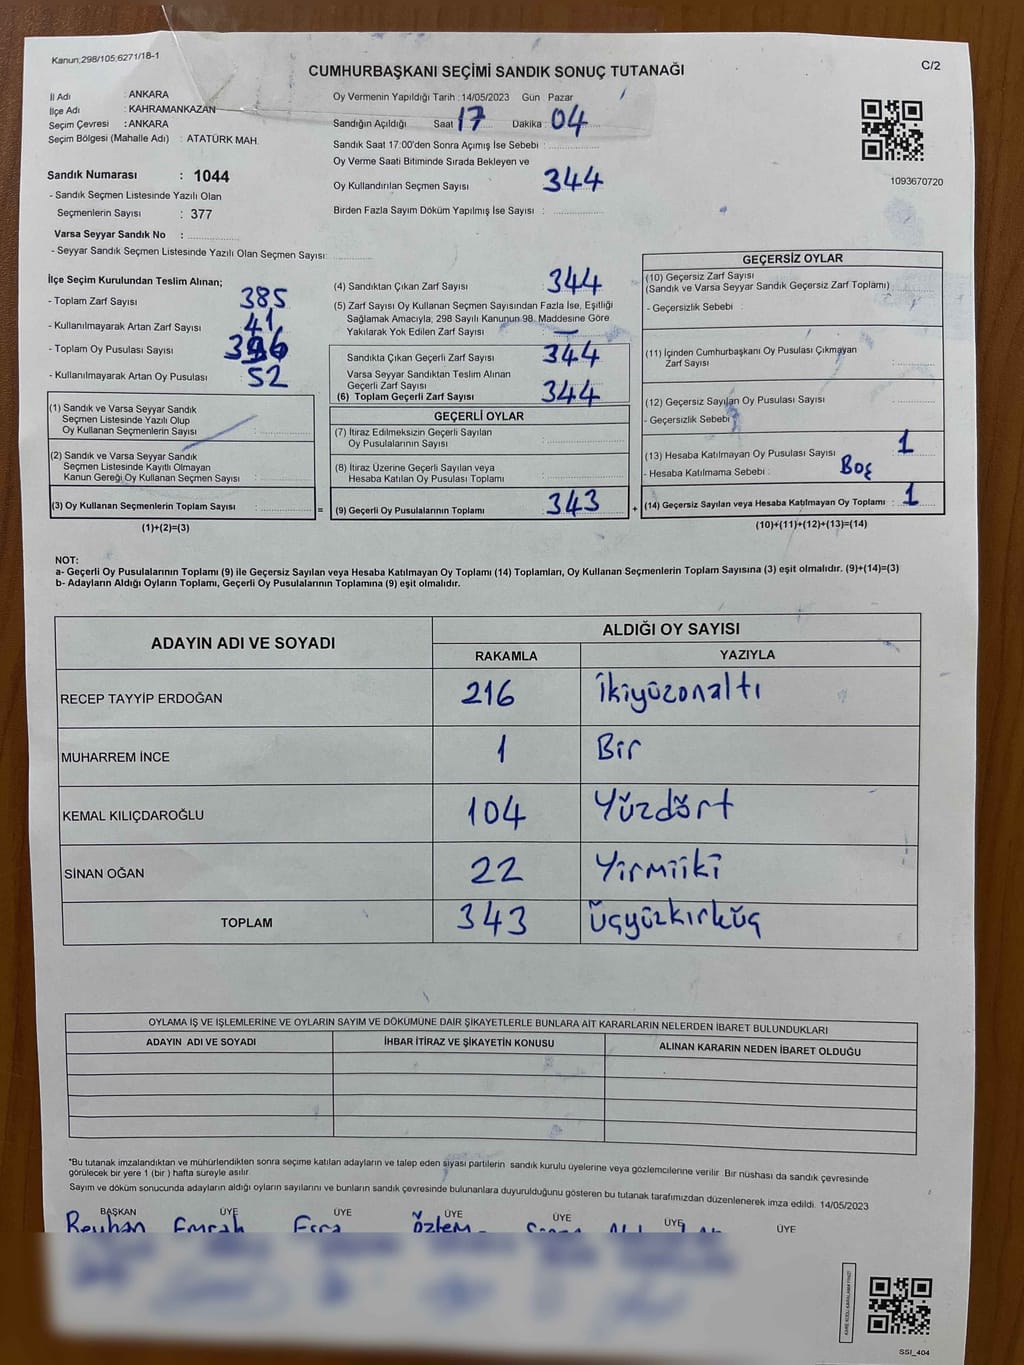 Kanun;298/105;6271/18-1
CUMHURBAŞKANI SEÇİMİ SANDIK SONUÇ TUTANAĞI
C/2
İl Adı : ANKARA
İlçe Adı : KAHRAMANKAZAN
Seçim Çevresi : ANKARA
Seçim Bölgesi (Mahalle Adı) : ATATÜRK MAH.
Sandık Numarası : 1044
- Sandık Seçmen Listesinde Yazılı Olan
Seçmenlerin Sayısı : 377
Varsa Seyyar Sandık No :
- Seyyar Sandık Seçmen Listesinde Yazılı Olan Seçmen Sayısı:
Oy Vermenin Yapıldığı Tarih : 14/05/2023 Gün : Pazar
Sandığın Açıldığı Saat : 17 Dakika : 04
Sandık Saat 17:00'den Sonra Açımış İse Sebebi :
Oy Verme Saati Bitiminde Sırada Bekleyen ve
Oy Kullandırılan Seçmen Sayısı 344
Birden Fazla Sayım Döküm Yapılmış İse Sayısı :
1093670720
İlçe Seçim Kurulundan Teslim Alınan;
- Toplam Zarf Sayısı 385
- Kullanılmayarak Artan Zarf Sayısı 41
- Toplam Oy Pusulası Sayısı 396
- Kullanılmayarak Artan Oy Pusulası 52
(1) Sandık ve Varsa Seyyar Sandık
Seçmen Listesinde Yazılı Olup
Oy Kullanan Seçmenlerin Sayısı :
(2) Sandık ve Varsa Seyyar Sandık
Seçmen Listesinde Kayıtlı Olmayan
Kanun Gereği Oy Kullanan Seçmen Sayısı :
(3) Oy Kullanan Seçmenlerin Toplam Sayısı :
(1)+(2)=(3)
(4) Sandıktan Çıkan Zarf Sayısı 344
(5) Zarf Sayısı Oy Kullanan Seçmen Sayısından Fazla İse, Eşitliği
Sağlamak Amacıyla; 298 Sayılı Kanunun 98. Maddesine Göre
Yakılarak Yok Edilen Zarf Sayısı —
Sandıkta Çıkan Geçerli Zarf Sayısı 344
Varsa Seyyar Sandıktan Teslim Alınan
Geçerli Zarf Sayısı
(6) Toplam Geçerli Zarf Sayısı 344
GEÇERLİ OYLAR
(7) İtiraz Edilmeksizin Geçerli Sayılan
Oy Pusulalarının Sayısı :
(8) İtiraz Üzerine Geçerli Sayılan veya
Hesaba Katılan Oy Pusulası Toplamı :
= (9) Geçerli Oy Pusulalarının Toplamı : 343
GEÇERSİZ OYLAR
(10) Geçersiz Zarf Sayısı
(Sandık ve Varsa Seyyar Sandık Geçersiz Zarf Toplamı) :
- Geçersizlik Sebebi :
(11) İçinden Cumhurbaşkanı Oy Pusulası Çıkmayan
Zarf Sayısı
(12) Geçersiz Sayılan Oy Pusulası Sayısı
- Geçersizlik Sebebi :
(13) Hesaba Katılmayan Oy Pusulası Sayısı 1
- Hesaba Katılmama Sebebi : Boş
+ (14) Geçersiz Sayılan veya Hesaba Katılmayan Oy Toplamı : 1
(10)+(11)+(12)+(13)=(14)
NOT:
a- Geçerli Oy Pusulalarının Toplamı (9) ile Geçersiz Sayılan veya Hesaba Katılmayan Oy Toplamı (14) Toplamları, Oy Kullanan Seçmenlerin Toplam Sayısına (3) eşit olmalıdır. (9)+(14)=(3)
b- Adayların Aldığı Oyların Toplamı, Geçerli Oy Pusulalarının Toplamına (9) eşit olmalıdır.
ADAYIN ADI VE SOYADI ALDIĞI OY SAYISI
RAKAMLA YAZIYLA
RECEP TAYYİP ERDOĞAN 216 İkiyüzonaltı
MUHARREM İNCE 1 Bir
KEMAL KILIÇDAROĞLU 104 Yüzdört
SİNAN OĞAN 22 Yirmiiki
TOPLAM 343 Üçyüzkırküç
OYLAMA İŞ VE İŞLEMLERİNE VE OYLARIN SAYIM VE DÖKÜMÜNE DAİR ŞİKAYETLERLE BUNLARA AİT KARARLARIN NELERDEN İBARET BULUNDUKLARI
ADAYIN ADI VE SOYADI İHBAR İTİRAZ VE ŞİKAYETİN KONUSU ALINAN KARARIN NEDEN İBARET OLDUĞU
*Bu tutanak imzalandıktan ve mühürlendikten sonra seçime katılan adayların ve talep eden siyasi partilerin sandık kurulu üyelerine veya gözlemcilerine verilir. Bir nüshası da sandık çevresinde
görülecek bir yere 1 (bir) hafta süreyle asılır.
Sayım ve döküm sonucunda adayların aldığı oyların sayılarını ve bunların sandık çevresinde bulunanlara duyurulduğunu gösteren bu tutanak tarafımızdan düzenlenerek imza edildi. 14/05/2023
BAŞKAN ÜYE ÜYE ÜYE ÜYE ÜYE ÜYE
Reyhan Emrah Esra Özlem
SSI_404